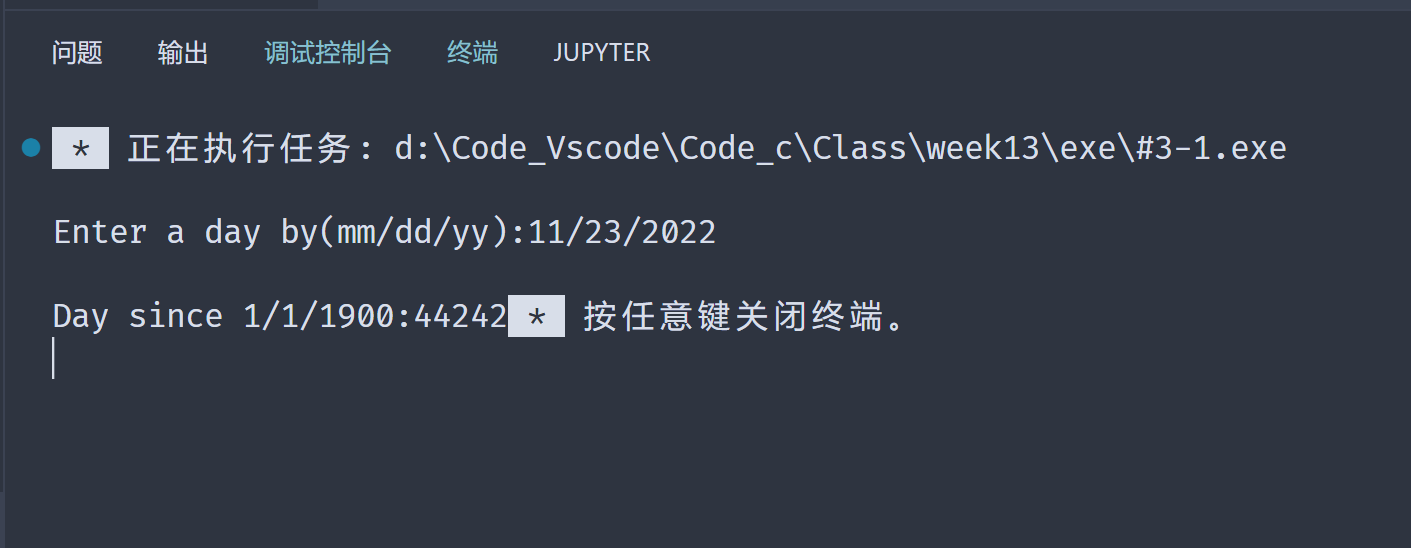 问题 输出 调试控制台 终端 JUPYTER
* 正在执行任务: d:\Code_Vscode\Code_c\Class\week13\exe\#3-1.exe
Enter a day by(mm/dd/yy):11/23/2022
Day since 1/1/1900:44242 * 按任意键关闭终端。